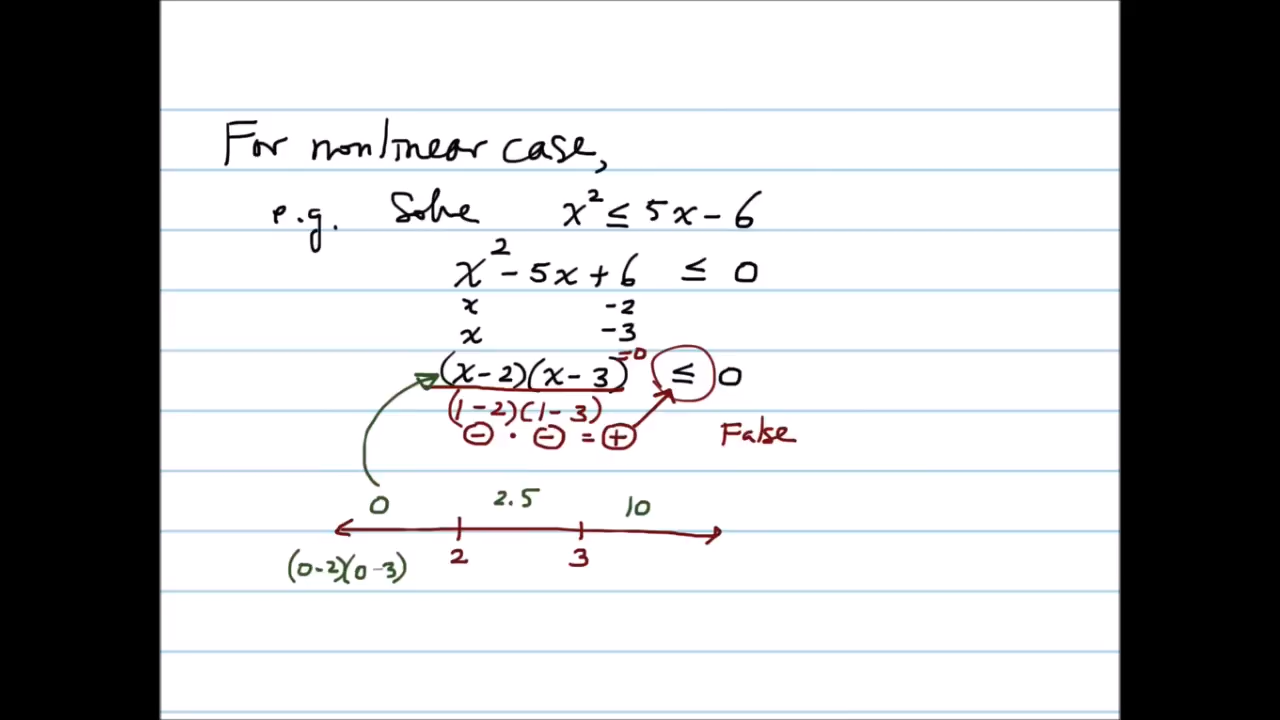 For nonlinear case,
e.g. Solve x² ≤ 5x - 6
x² - 5x + 6 ≤ 0
x -2
x -3
(x - 2)(x - 3) =0 ≤ 0
(1 - 2)(1 - 3)
⊖ · ⊖ = ⊕ False
0 2.5 10
2 3
(0-2)(0-3)